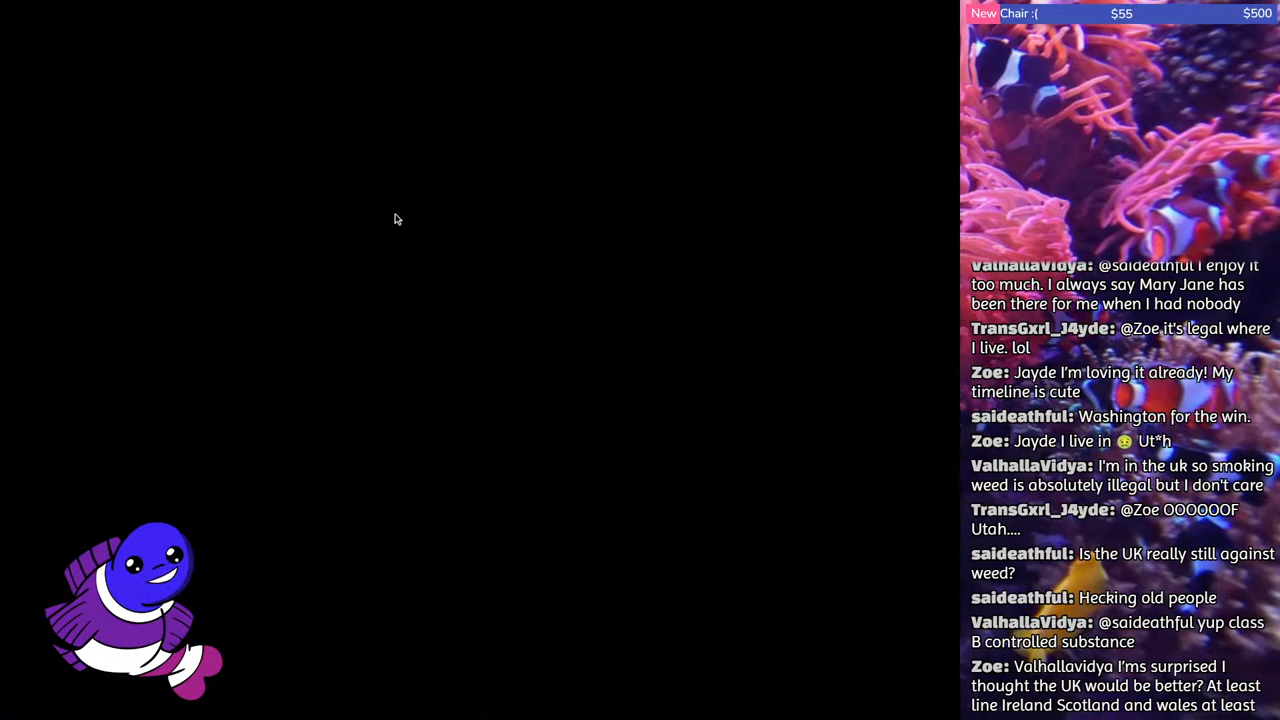 New Chair :( $55 $500
ValhallaVidya: @saideathful I enjoy it
too much. I always say Mary Jane has
been there for me when I had nobody
TransGxrl_J4yde: @Zoe it's legal where
I live. lol
Zoe: Jayde I’m loving it already! My
timeline is cute
saideathful: Washington for the win.
Zoe: Jayde I live in 🤢 Ut*h
ValhallaVidya: I'm in the uk so smoking
weed is absolutely illegal but I don't care
TransGxrl_J4yde: @Zoe OOOOOOF
Utah....
saideathful: Is the UK really still against
weed?
saideathful: Hecking old people
ValhallaVidya: @saideathful yup class
B controlled substance
Zoe: Valhallavidya I’ms surprised I
thought the UK would be better? At least
line Ireland Scotland and wales at least